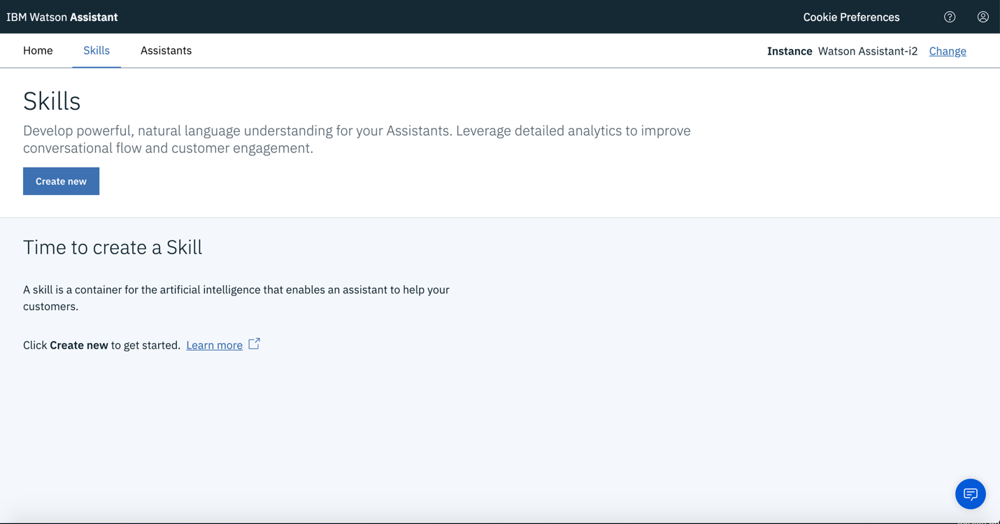 IBM Watson Assistant
Cookie Preferences
Home
Skills
Assistants
Instance Watson Assistant-i2 Change
Skills
Develop powerful, natural language understanding for your Assistants. Leverage detailed analytics to improve
conversational flow and customer engagement.
Create new
Time to create a Skill
A skill is a container for the artificial intelligence that enables an assistant to help your
customers.
Click Create new to get started. Learn more